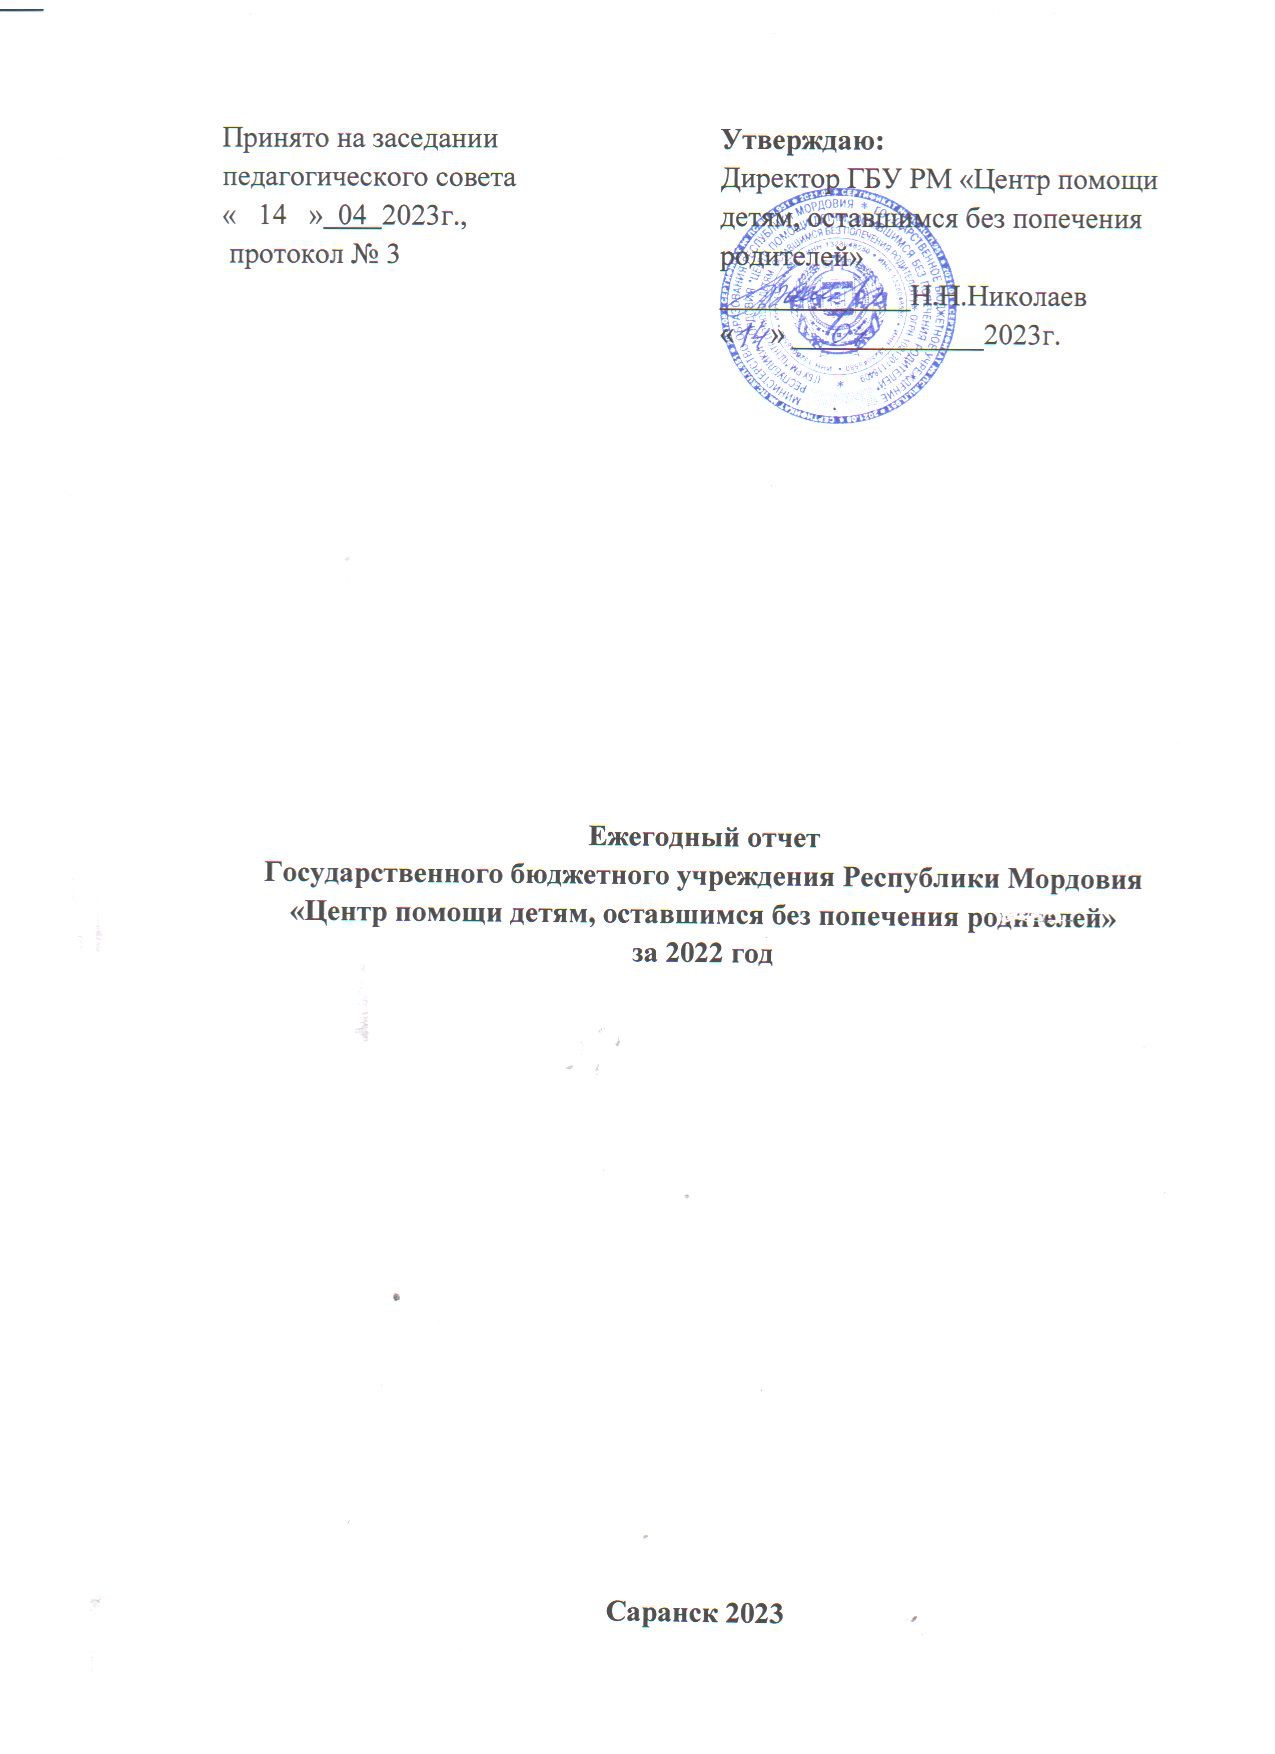 Принято на заседании
педагогического совета
« 14 » 04 2023г.,
протокол № 3
Утверждаю:
Директор ГБУ РМ «Центр помощи
детям, оставшимся без попечения
родителей»
Н.Н.Николаев
«14» 2023г.
Ежегодный отчет
Государственного бюджетного учреждения Республики Мордовия
«Центр помощи детям, оставшимся без попечения родителей»
за 2022 год
Саранск 2023